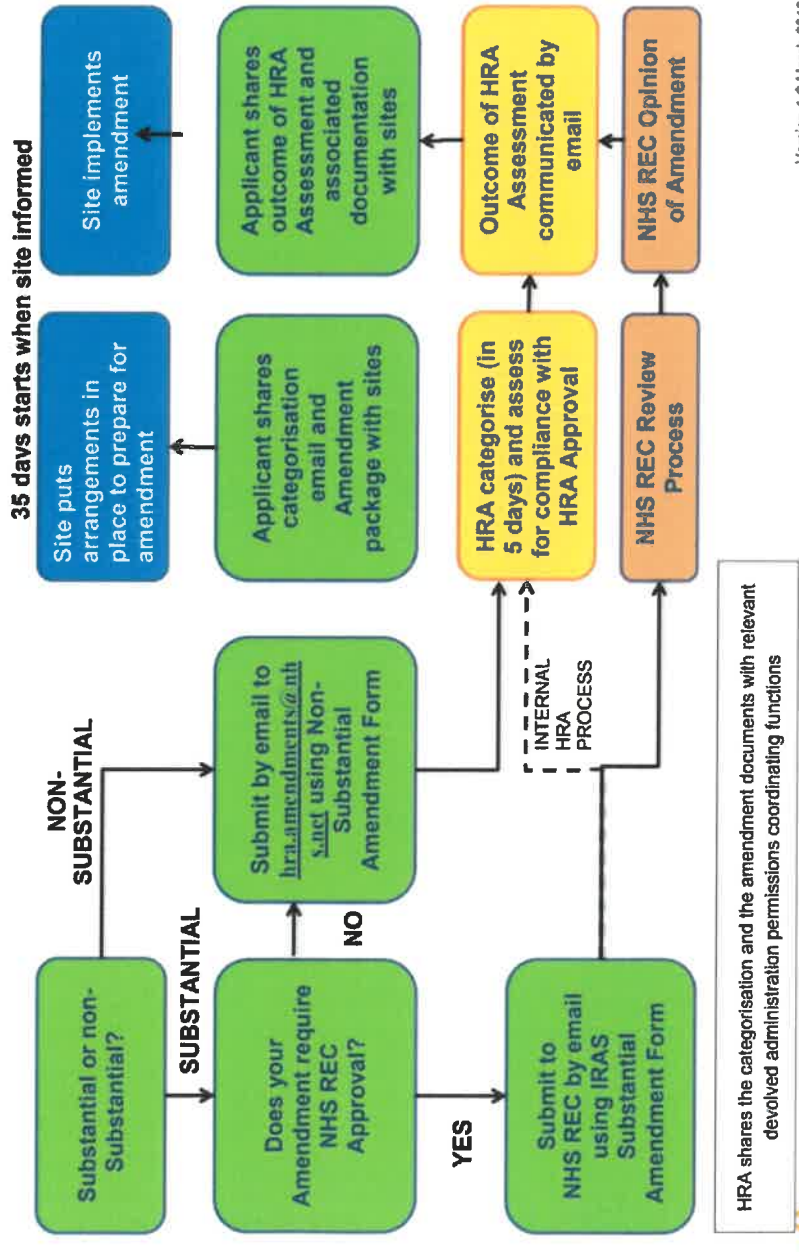 35 days starts when site informed
Substantial or non-
Substantial?
NON-
SUBSTANTIAL
SUBSTANTIAL
Does your
Amendment require
NHS REC
Approval?
NO
YES
Submit by email to
hra.amendments@nh
s.net using Non-
Substantial
Amendment Form
Submit to
NHS REC by email
using IRAS
Substantial
Amendment Form
INTERNAL
HRA
PROCESS
Site puts
arrangements in
place to prepare for
amendment
Applicant shares
categorisation
email and
Amendment
package with sites
HRA categorise (in
5 days) and assess
for compliance with
HRA Approval
NHS REC Review
Process
Site implements
amendment
Applicant shares
outcome of HRA
Assessment and
associated
documentation
with sites
Outcome of HRA
Assessment
communicated by
email
NHS REC Opinion
of Amendment
HRA shares the categorisation and the amendment documents with relevant
devolved administration permissions coordinating functions